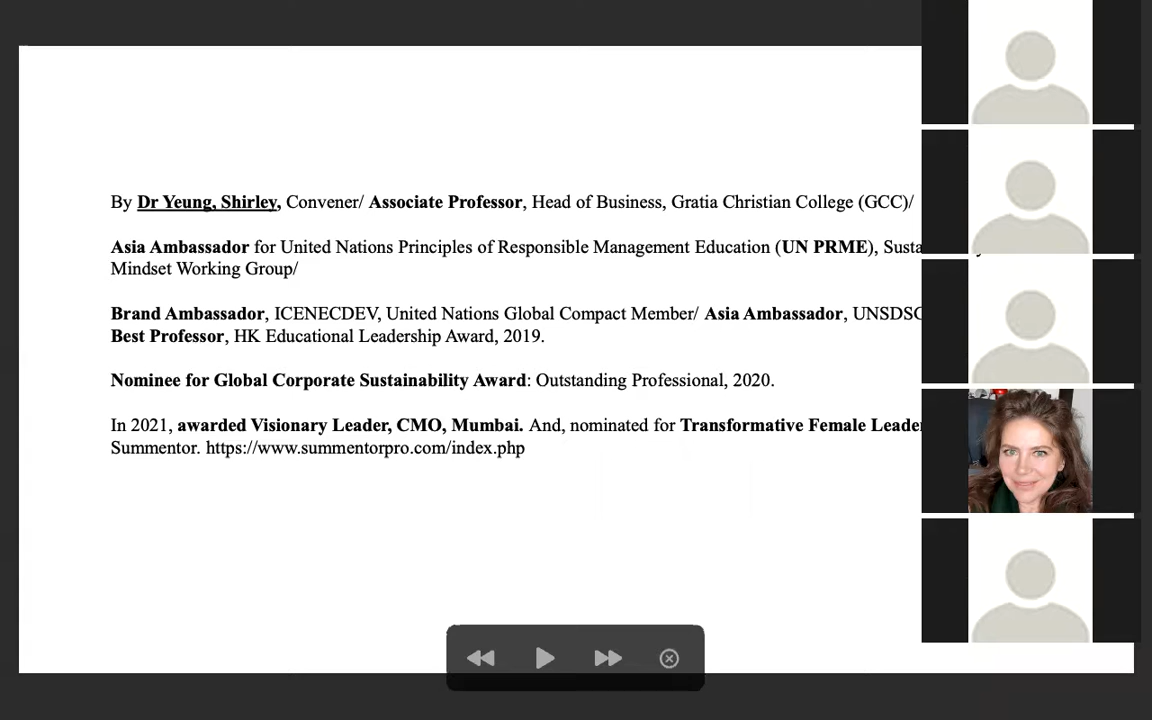 By Dr Yeung, Shirley, Convener/ Associate Professor, Head of Business, Gratia Christian College (GCC)/
Asia Ambassador for United Nations Principles of Responsible Management Education (UN PRME),
Mindset Working Group/
Brand Ambassador, ICENECDEV, United Nations Global Compact Member/ Asia Ambassador,
Best Professor, HK Educational Leadership Award, 2019.
Nominee for Global Corporate Sustainability Award: Outstanding Professional, 2020.
In 2021, awarded Visionary Leader, CMO, Mumbai. And, nominated for Transformative Female
Summentor. https://www.summentorpro.com/index.php